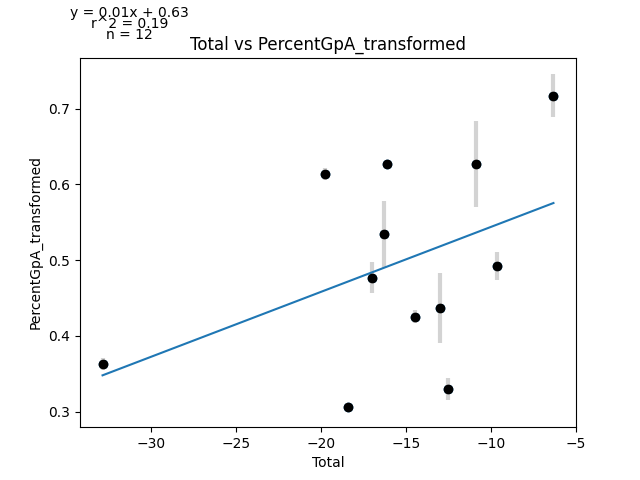 y = 0.01x + 0.63
r^2 = 0.19
n = 12
Total vs PercentGpA_transformed
PercentGpA_transformed
0.7
0.6
0.5
0.4
0.3
−30
−25
−20
−15
−10
−5
Total